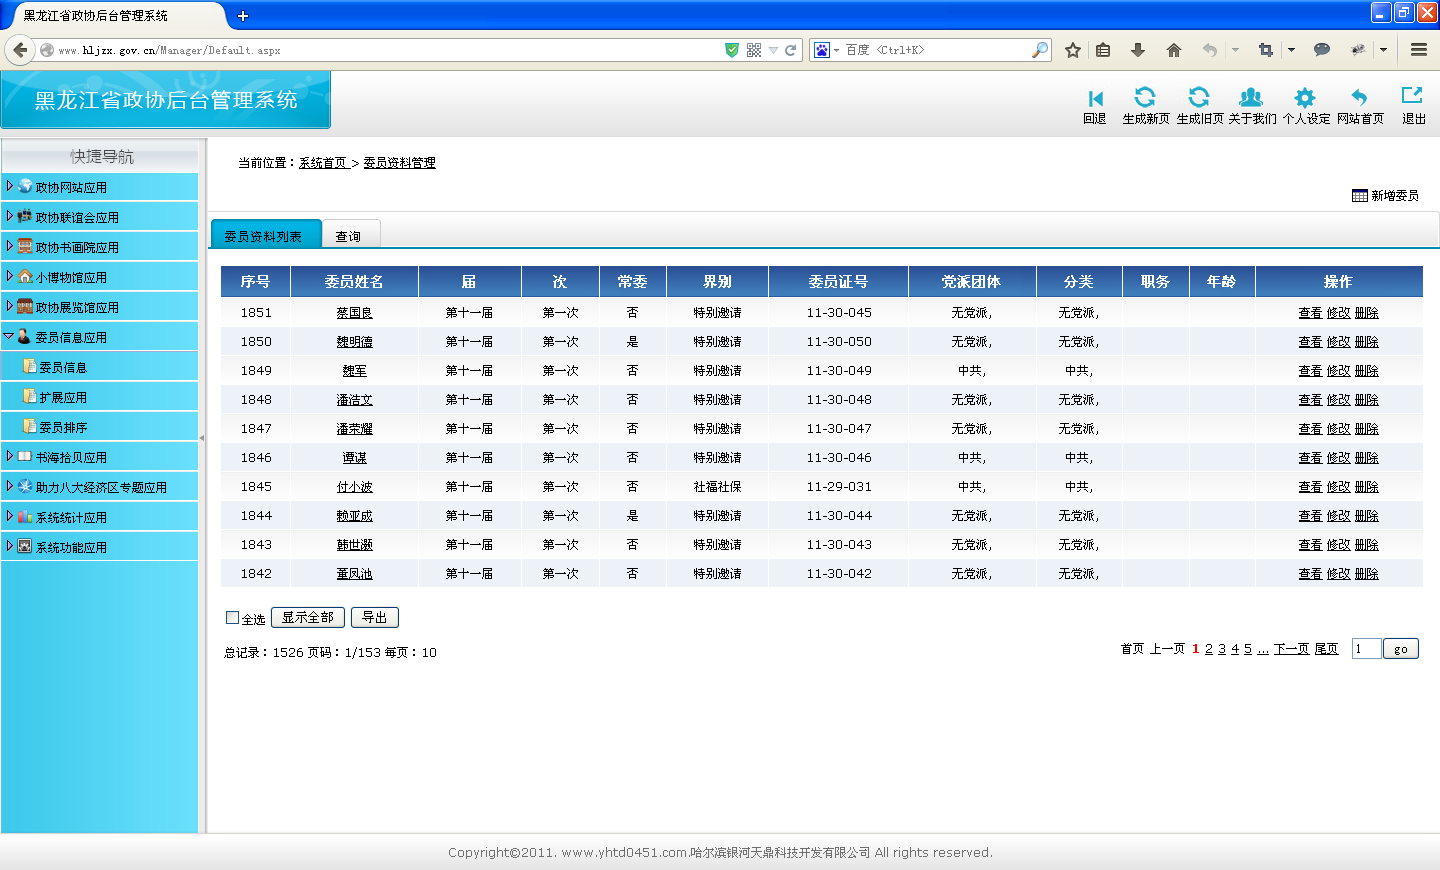 黑龙江省政协后台管理系统
www.hljzx.gov.cn/Manager/Default.aspx
百度 <Ctrl+K>
黑龙江省政协后台管理系统
回退 生成新页 生成旧页 关于我们 个人设定 网站首页 退出
快捷导航
政协网站应用
政协联谊会应用
政协书画院应用
小博物馆应用
政协展览馆应用
委员信息应用
委员信息
扩展应用
委员排序
书海拾贝应用
助力八大经济区专题应用
系统统计应用
系统功能应用
当前位置：系统首页 > 委员资料管理
新增委员
委员资料列表 查询
序号 委员姓名 届 次 常委 界别 委员证号 党派团体 分类 职务 年龄 操作
1851 蔡国良 第十一届 第一次 否 特别邀请 11-30-045 无党派, 无党派, 查看 修改 删除
1850 魏明德 第十一届 第一次 是 特别邀请 11-30-050 无党派, 无党派, 查看 修改 删除
1849 魏军 第十一届 第一次 否 特别邀请 11-30-049 中共, 中共, 查看 修改 删除
1848 潘浩文 第十一届 第一次 否 特别邀请 11-30-048 无党派, 无党派, 查看 修改 删除
1847 潘荣耀 第十一届 第一次 否 特别邀请 11-30-047 无党派, 无党派, 查看 修改 删除
1846 谭谋 第十一届 第一次 否 特别邀请 11-30-046 中共, 中共, 查看 修改 删除
1845 付小波 第十一届 第一次 否 社福社保 11-29-031 中共, 中共, 查看 修改 删除
1844 赖亚成 第十一届 第一次 是 特别邀请 11-30-044 无党派, 无党派, 查看 修改 删除
1843 韩世灏 第十一届 第一次 否 特别邀请 11-30-043 无党派, 无党派, 查看 修改 删除
1842 董凤池 第十一届 第一次 否 特别邀请 11-30-042 无党派, 无党派, 查看 修改 删除
全选 显示全部 导出
总记录：1526 页码：1/153 每页：10
首页 上一页 1 2 3 4 5 ... 下一页 尾页 1 go
Copyright©2011. www.yhtd0451.com.哈尔滨银河天鼎科技开发有限公司 All rights reserved.